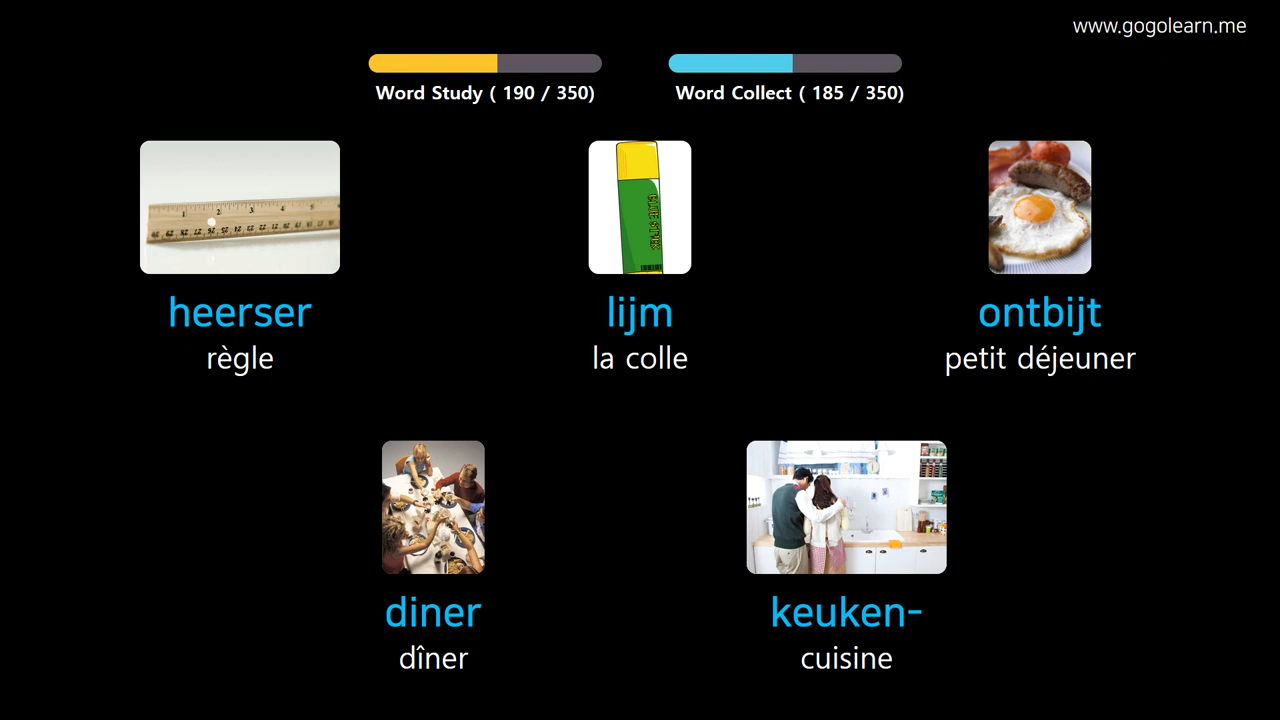 www.gogolearn.me
Word Study ( 190 / 350)
Word Collect ( 185 / 350)
heerser
règle
lijm
la colle
ontbijt
petit déjeuner
diner
dîner
keuken-
cuisine